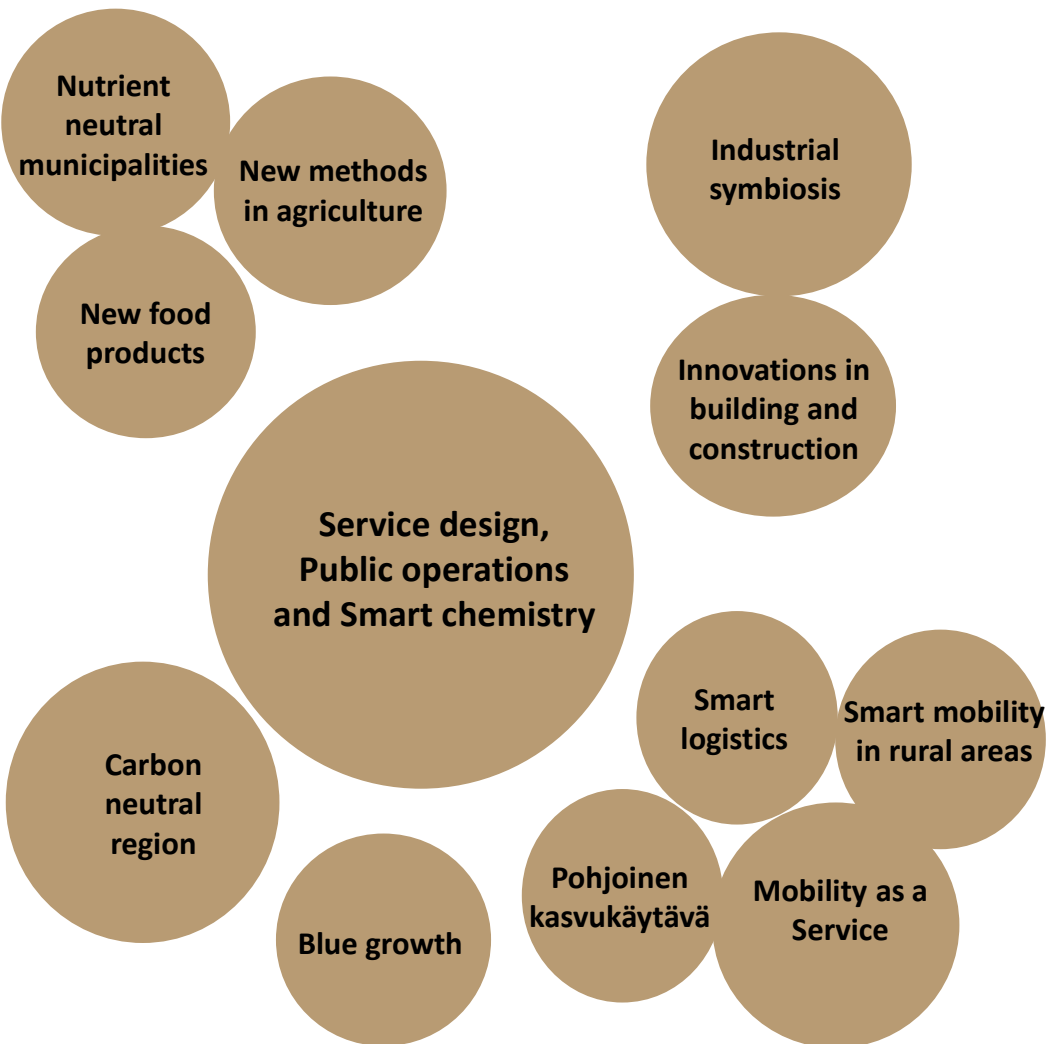 Nutrient
neutral
municipalities
New methods
in agriculture
New food
products
Industrial
symbiosis
Innovations in
building and
construction
Service design,
Public operations
and Smart chemistry
Smart
logistics
Smart mobility
in rural areas
Carbon
neutral
region
Blue growth
Pohjoinen
kasvukäytävä
Mobility as a
Service